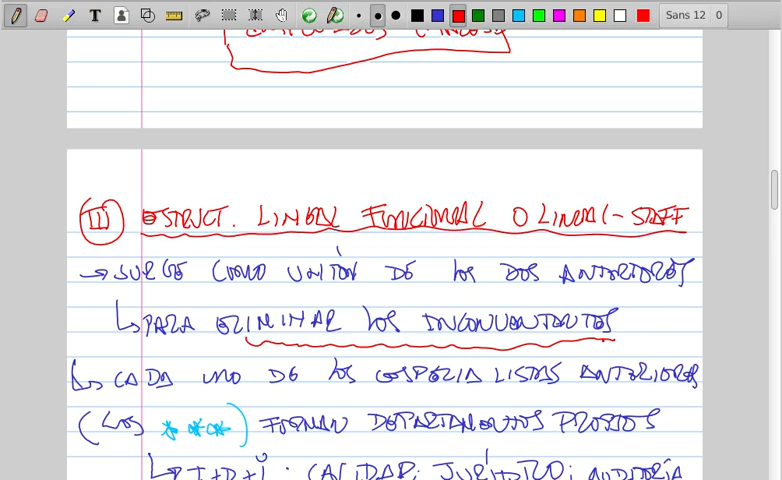 T
Sans 12 0
III ESTRUCT. LINEAL FUNCIONAL O LINEAL-STAFF
→ SURGE COMO UNIÓN DE LOS DOS ANTERIORES
↳ PARA ELIMINAR LOS INCONVENIENTES
↳ CADA UNO DE LOS ESPECIALISTAS ANTERIORES
(LOS ***) FORMAN DEPARTAMENTOS PROPIOS
↳ I+D+i; CALIDAD; JURÍDICO; AUDITORÍA